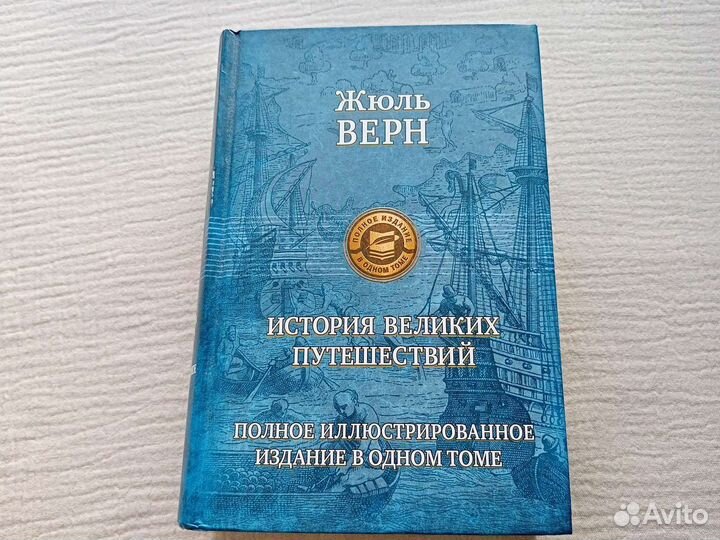 Жюль
ВЕРН
ПОЛНОЕ ИЗДАНИЕ
В ОДНОМ ТОМЕ
ИСТОРИЯ ВЕЛИКИХ
ПУТЕШЕСТВИЙ
ПОЛНОЕ ИЛЛЮСТРИРОВАННОЕ
ИЗДАНИЕ В ОДНОМ ТОМЕ
Avito